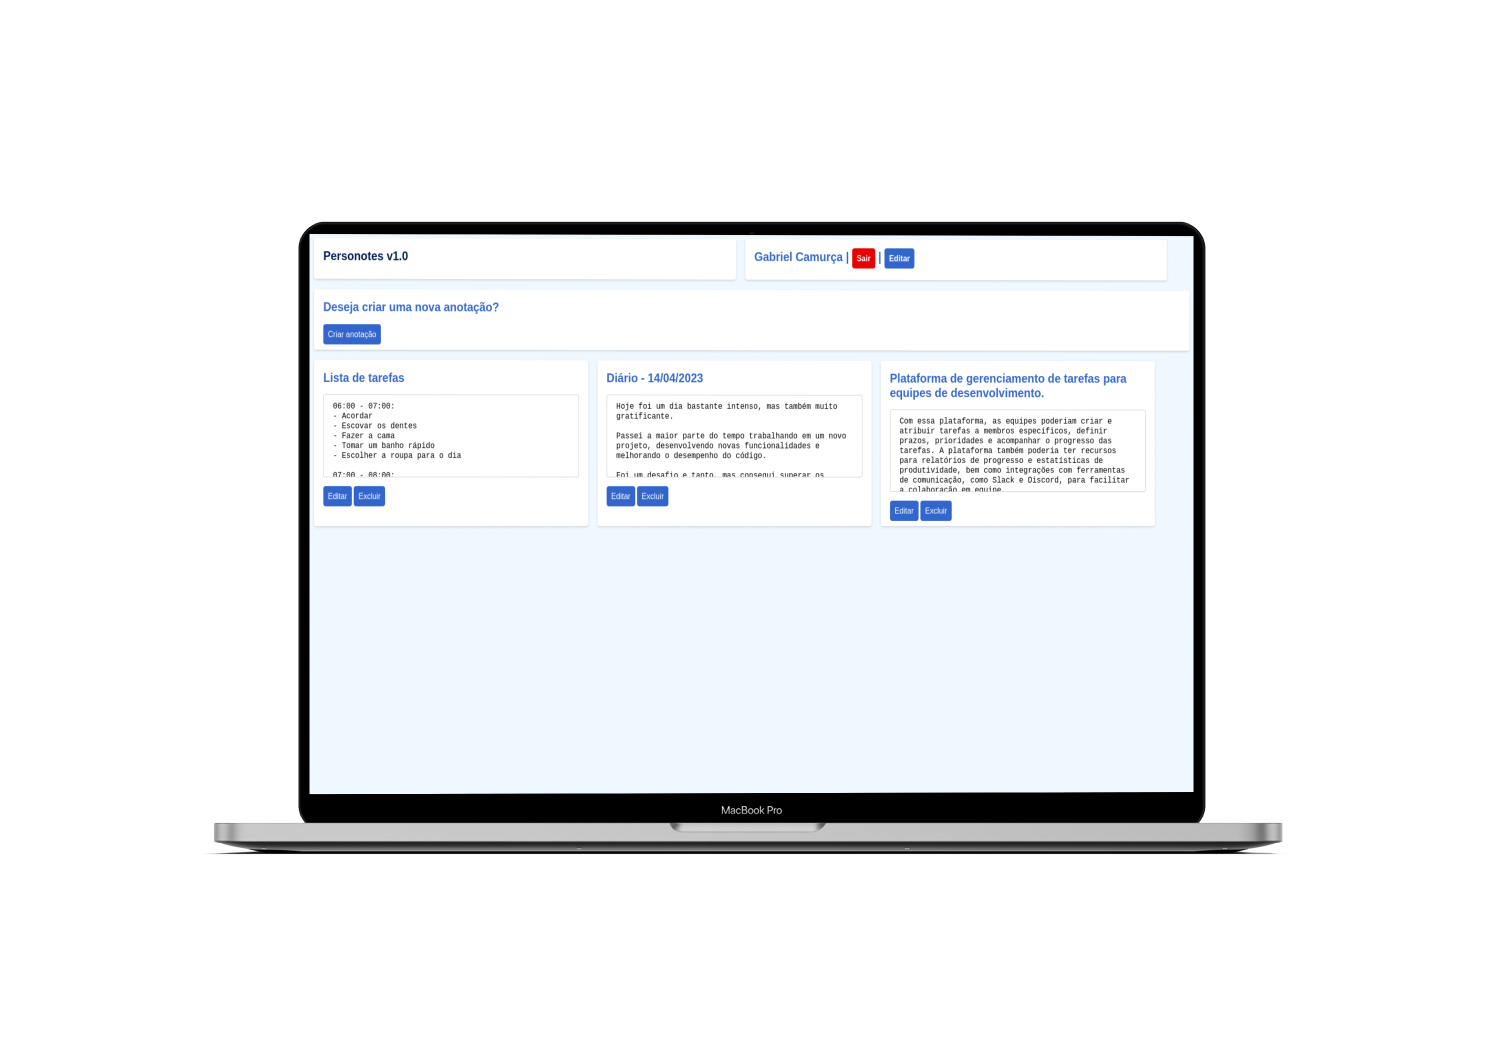 Personotes v1.0
Gabriel Camurça | Sair | Editar
Deseja criar uma nova anotação?
Criar anotação
Lista de tarefas
06:00 - 07:00:
- Acordar
- Escovar os dentes
- Fazer a cama
- Tomar um banho rápido
- Escolher a roupa para o dia
07:00 - 08:00:
Editar Excluir
Diário - 14/04/2023
Hoje foi um dia bastante intenso, mas também muito
gratificante.
Passei a maior parte do tempo trabalhando em um novo
projeto, desenvolvendo novas funcionalidades e
melhorando o desempenho do código.
Foi um desafio e tanto, mas consegui superar os
Editar Excluir
Plataforma de gerenciamento de tarefas para
equipes de desenvolvimento.
Com essa plataforma, as equipes poderiam criar e
atribuir tarefas a membros específicos, definir
prazos, prioridades e acompanhar o progresso das
tarefas. A plataforma também poderia ter recursos
para relatórios de progresso e estatísticas de
produtividade, bem como integrações com ferramentas
de comunicação, como Slack e Discord, para facilitar
a colaboração em equipe.
Editar Excluir
MacBook Pro